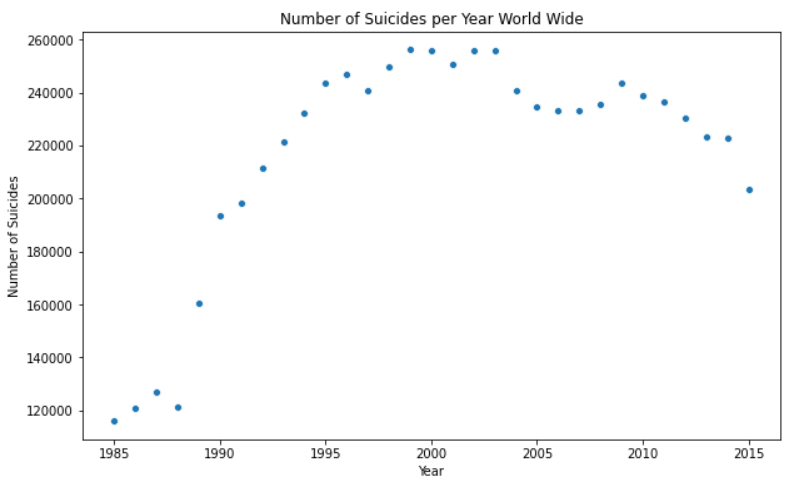 Number of Suicides per Year World Wide
260000
240000
220000
200000
180000
160000
140000
120000
Number of Suicides
1985 1990 1995 2000 2005 2010 2015
Year